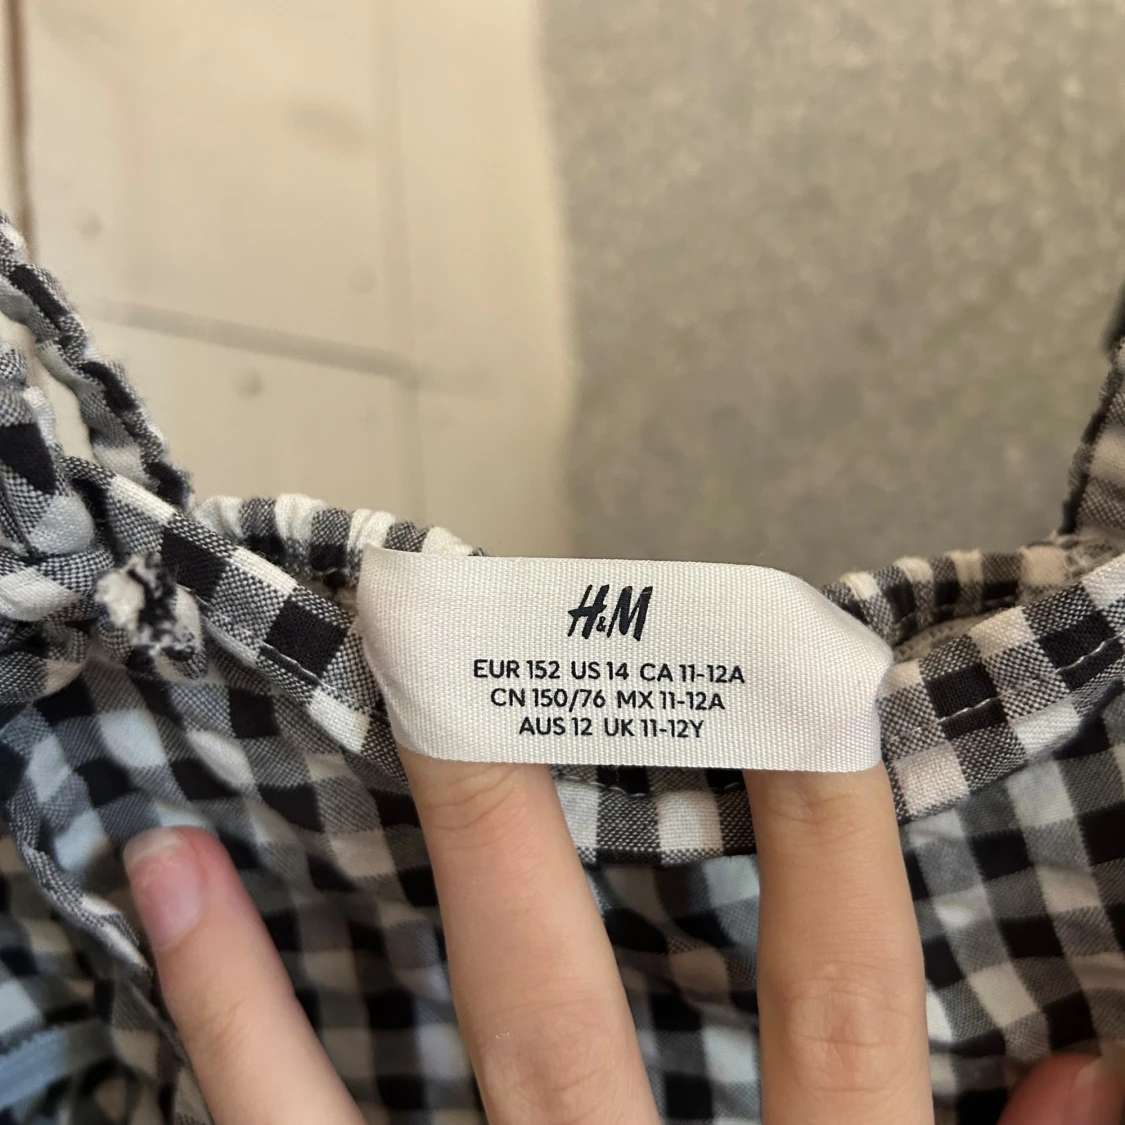 H&M
EUR 152 US 14 CA 11-12A
CN 150/76 MX 11-12A
AUS 12 UK 11-12Y